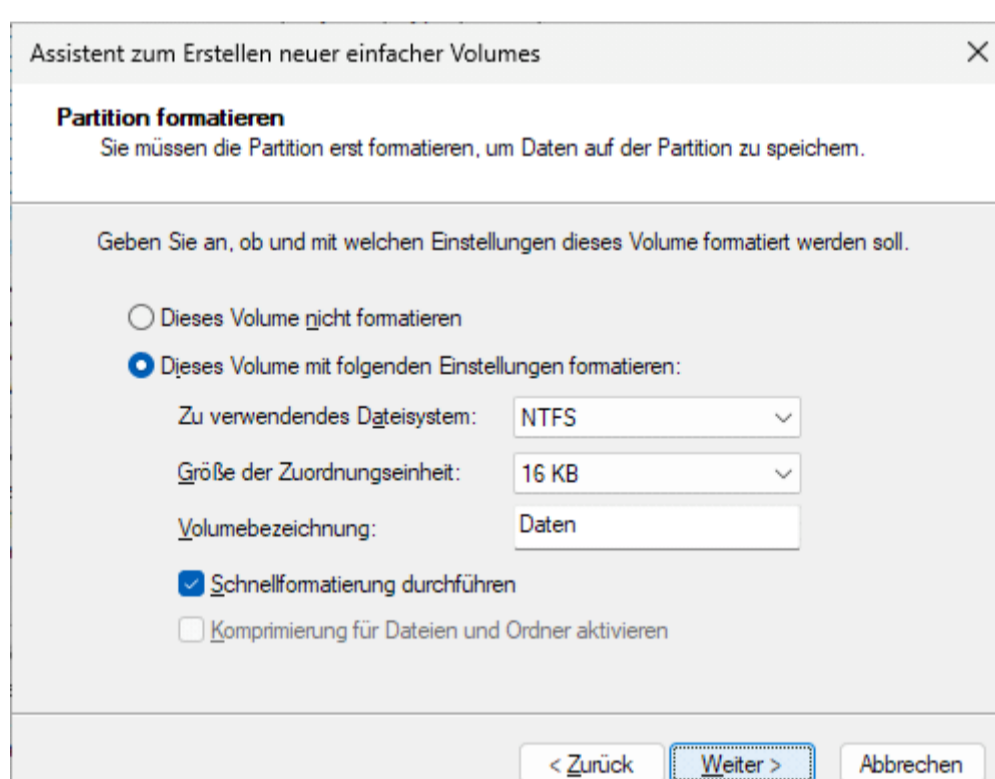 Assistent zum Erstellen neuer einfacher Volumes
Partition formatieren
Sie müssen die Partition erst formatieren, um Daten auf der Partition zu speichern.
Geben Sie an, ob und mit welchen Einstellungen dieses Volume formatiert werden soll.
Dieses Volume nicht formatieren
Dieses Volume mit folgenden Einstellungen formatieren:
Zu verwendendes Dateisystem: NTFS
Größe der Zuordnungseinheit: 16 KB
Volumebezeichnung: Daten
Schnellformatierung durchführen
Komprimierung für Dateien und Ordner aktivieren
< Zurück Weiter > Abbrechen